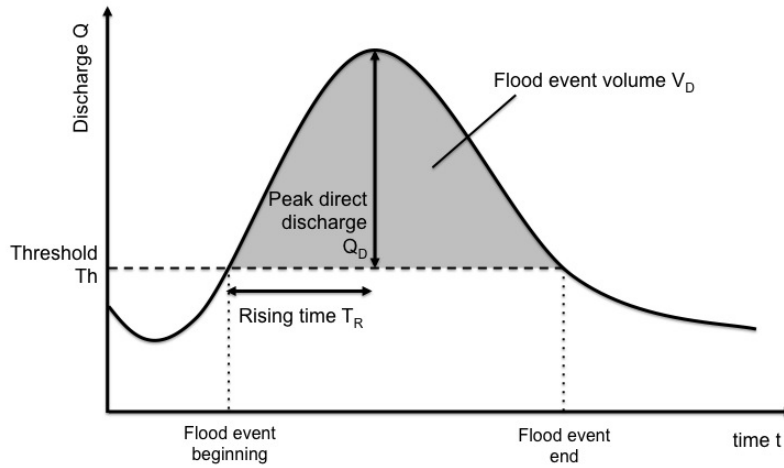 Discharge Q
Flood event volume V_D
Peak direct
discharge
Q_D
Threshold
Th
Rising time T_R
Flood event
beginning
Flood event
end
time t